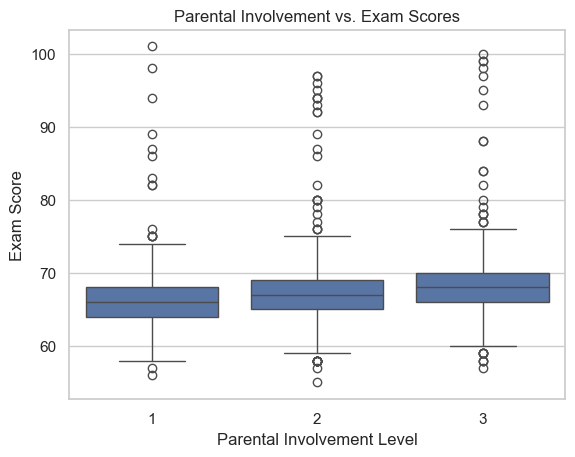 Parental Involvement vs. Exam Scores
100
90
80
70
60
Exam Score
1 2 3
Parental Involvement Level